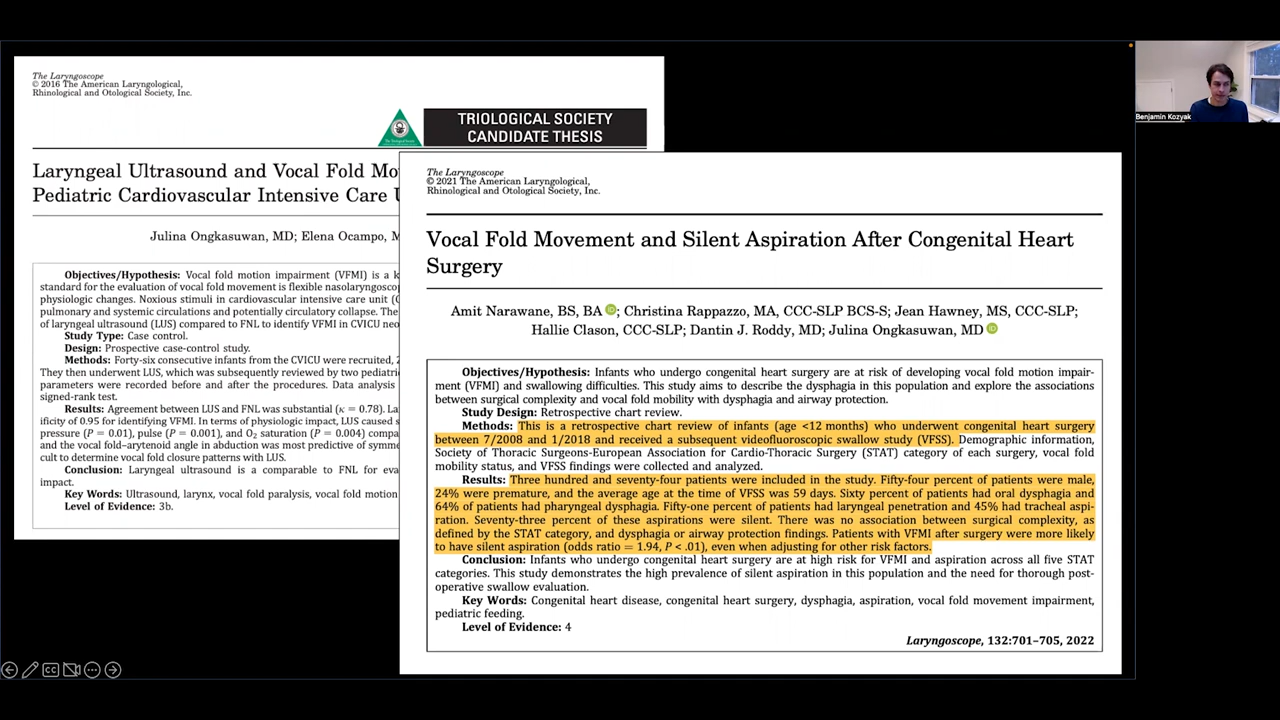 The Laryngoscope
© 2016 The American Laryngological,
Rhinological and Otological Society, Inc.
TRIOLOGICAL SOCIETY
CANDIDATE THESIS
Laryngeal Ultrasound and Vocal Fold Mo
Pediatric Cardiovascular Intensive Care U
Julina Ongkasuwan, MD; Elena Ocampo, M
Objectives/Hypothesis: Vocal fold motion impairment (VFMI) is a k
standard for the evaluation of vocal fold movement is flexible nasolaryngoscop
physiologic changes. Noxious stimuli in cardiovascular intensive care unit (C
pulmonary and systemic circulations and potentially circulatory collapse. The
of laryngeal ultrasound (LUS) compared to FNL to identify VFMI in CVICU neo
Study Type: Case control.
Design: Prospective case-control study.
Methods: Forty-six consecutive infants from the CVICU were recruited, 2
They then underwent LUS, which was subsequently reviewed by two pediatric
parameters were recorded before and after the procedures. Data analysis
signed-rank test.
Results: Agreement between LUS and FNL was substantial (κ = 0.78). La
ificity of 0.95 for identifying VFMI. In terms of physiologic impact, LUS caused s
pressure (P = 0.01), pulse (P = 0.001), and O2 saturation (P = 0.004) compa
and the vocal fold–arytenoid angle in abduction was most predictive of symme
cult to determine vocal fold closure patterns with LUS.
Conclusion: Laryngeal ultrasound is a comparable to FNL for eva
impact.
Key Words: Ultrasound, larynx, vocal fold paralysis, vocal fold motion
Level of Evidence: 3b.
The Laryngoscope
© 2021 The American Laryngological,
Rhinological and Otological Society, Inc.
Vocal Fold Movement and Silent Aspiration After Congenital Heart
Surgery
Amit Narawane, BS, BA iD; Christina Rappazzo, MA, CCC-SLP BCS-S; Jean Hawney, MS, CCC-SLP;
Hallie Clason, CCC-SLP; Dantin J. Roddy, MD; Julina Ongkasuwan, MD iD
Objectives/Hypothesis: Infants who undergo congenital heart surgery are at risk of developing vocal fold motion impair-
ment (VFMI) and swallowing difficulties. This study aims to describe the dysphagia in this population and explore the associations
between surgical complexity and vocal fold mobility with dysphagia and airway protection.
Study Design: Retrospective chart review.
Methods: This is a retrospective chart review of infants (age <12 months) who underwent congenital heart surgery
between 7/2008 and 1/2018 and received a subsequent videofluoroscopic swallow study (VFSS). Demographic information,
Society of Thoracic Surgeons-European Association for Cardio-Thoracic Surgery (STAT) category of each surgery, vocal fold
mobility status, and VFSS findings were collected and analyzed.
Results: Three hundred and seventy-four patients were included in the study. Fifty-four percent of patients were male,
24% were premature, and the average age at the time of VFSS was 59 days. Sixty percent of patients had oral dysphagia and
64% of patients had pharyngeal dysphagia. Fifty-one percent of patients had laryngeal penetration and 45% had tracheal aspi-
ration. Seventy-three percent of these aspirations were silent. There was no association between surgical complexity, as
defined by the STAT category, and dysphagia or airway protection findings. Patients with VFMI after surgery were more likely
to have silent aspiration (odds ratio = 1.94, P < .01), even when adjusting for other risk factors.
Conclusion: Infants who undergo congenital heart surgery are at high risk for VFMI and aspiration across all five STAT
categories. This study demonstrates the high prevalence of silent aspiration in this population and the need for thorough post-
operative swallow evaluation.
Key Words: Congenital heart disease, congenital heart surgery, dysphagia, aspiration, vocal fold movement impairment,
pediatric feeding.
Level of Evidence: 4
Laryngoscope, 132:701–705, 2022
Benjamin Kozyak
CC